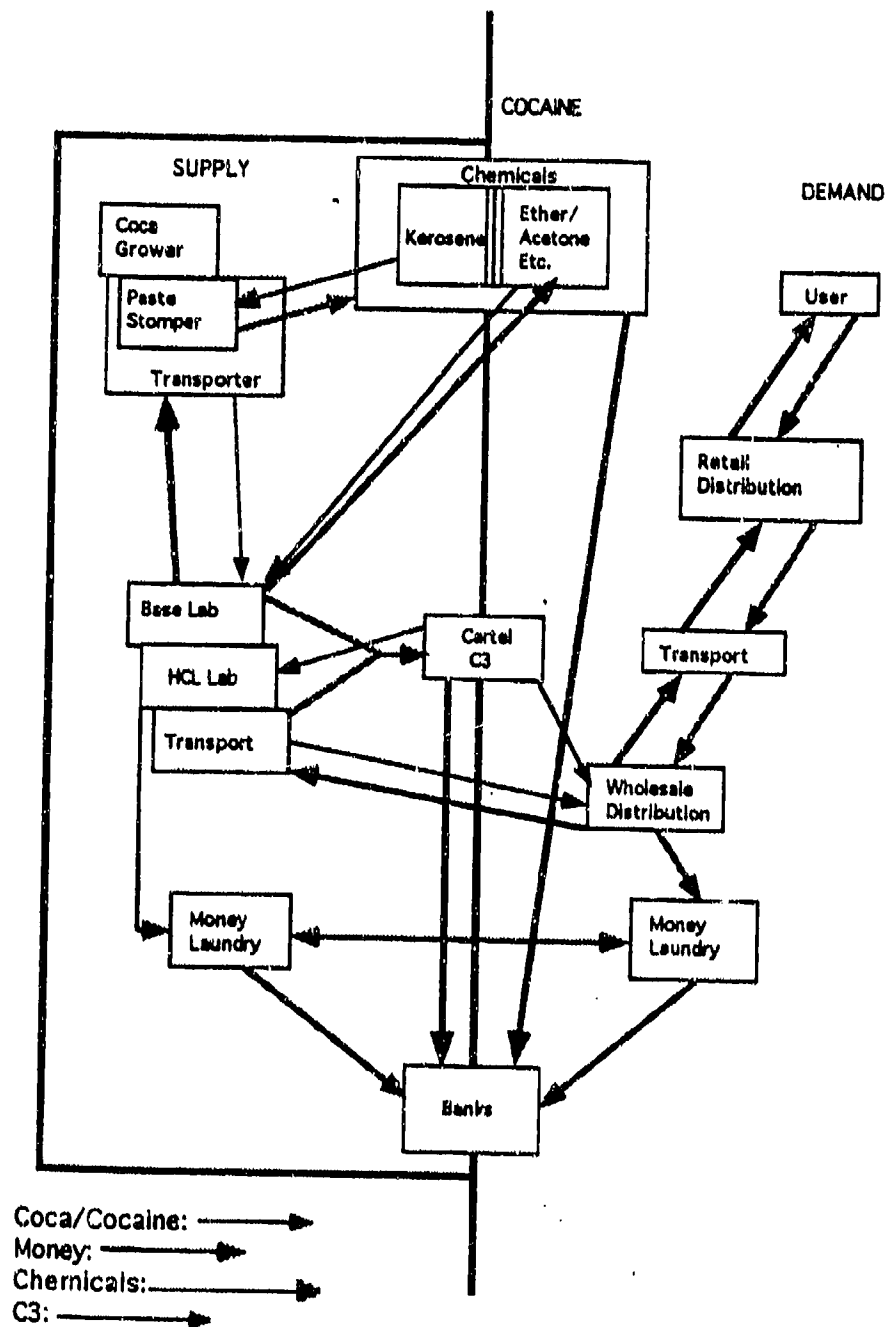 COCAINE
SUPPLY
DEMAND
Chemicals
Kerosene
Ether/
Acetone
Etc.
Coca
Grower
Paste
Stomper
Transporter
User
Retail
Distribution
Base Lab
HCL Lab
Transport
Cartel
C3
Transport
Wholesale
Distribution
Money
Laundry
Money
Laundry
Banks
Coca/Cocaine:
Money:
Chemicals:
C3: